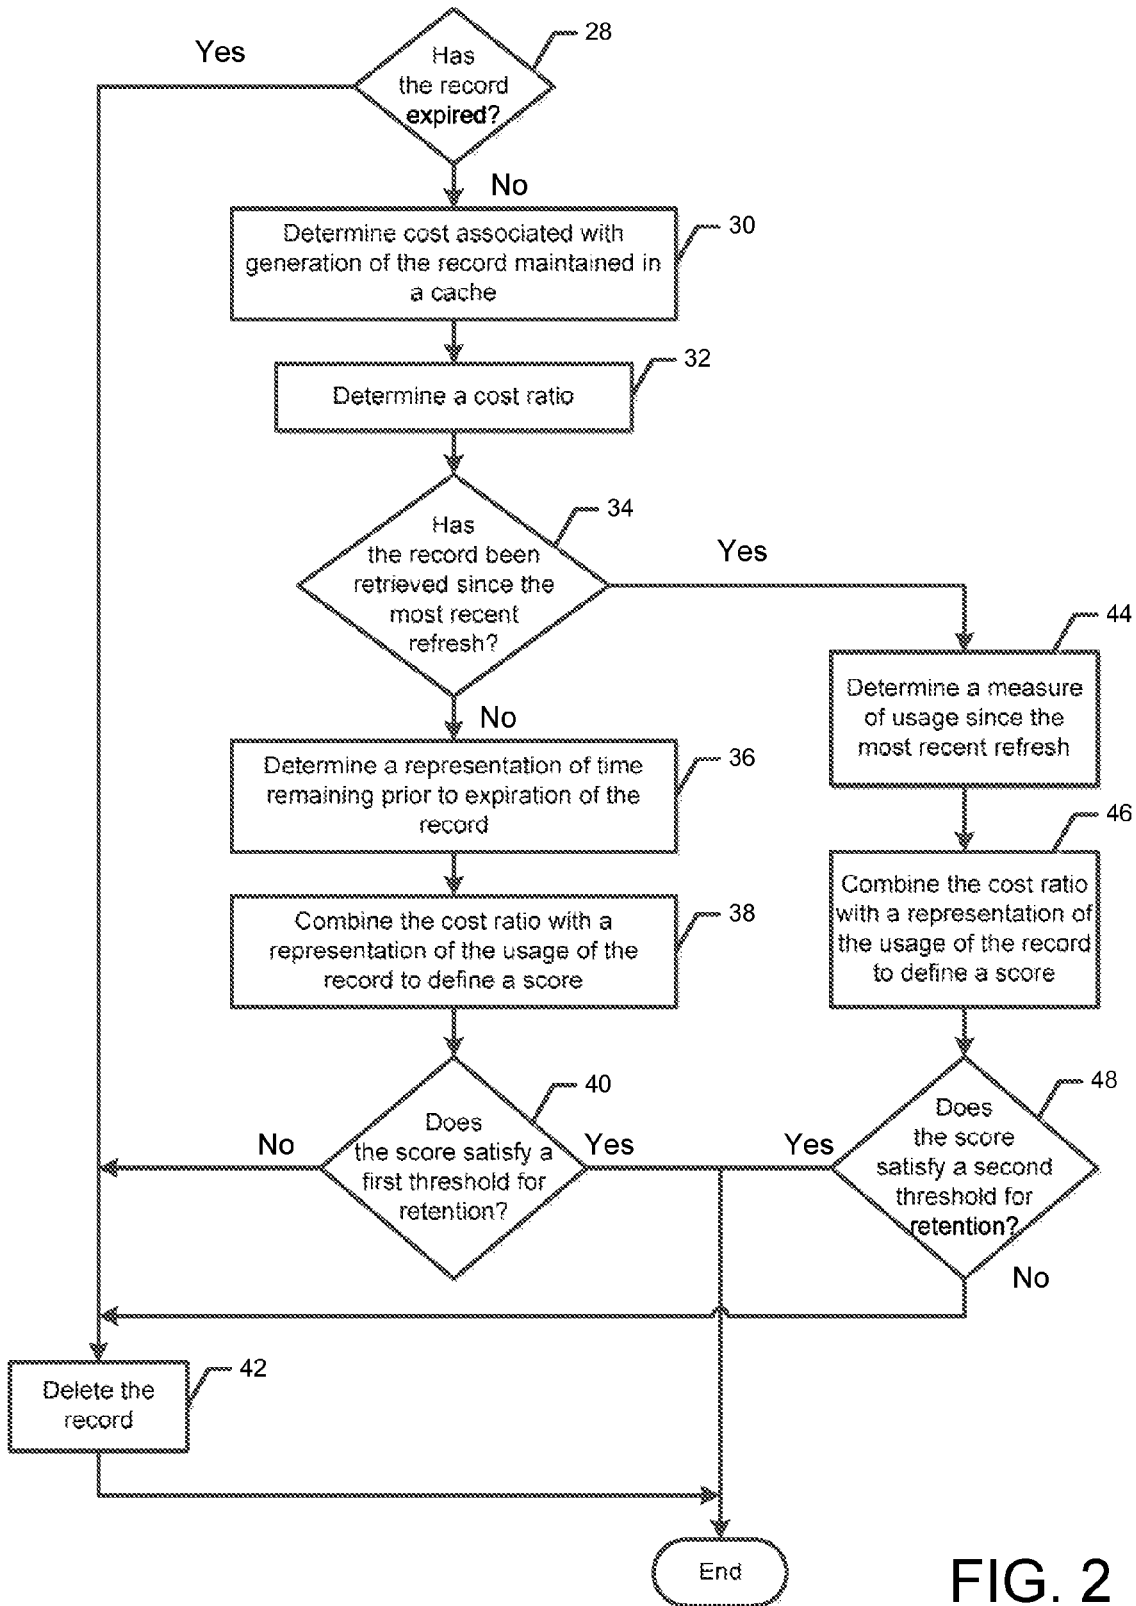 28
Yes
Has
the record
expired?
No
30
Determine cost associated with
generation of the record maintained in
a cache
32
Determine a cost ratio
34
Has
the record been
retrieved since the
most recent
refresh?
Yes
No
44
Determine a measure
of usage since the
most recent refresh
36
Determine a representation of time
remaining prior to expiration of the
record
46
Combine the cost ratio
with a representation of
the usage of the record
to define a score
38
Combine the cost ratio with a
representation of the usage of the
record to define a score
40
Does
the score satisfy a
first threshold for
retention?
No
Yes
48
Does
the score
satisfy a second
threshold for
retention?
Yes
No
42
Delete the
record
End
FIG. 2